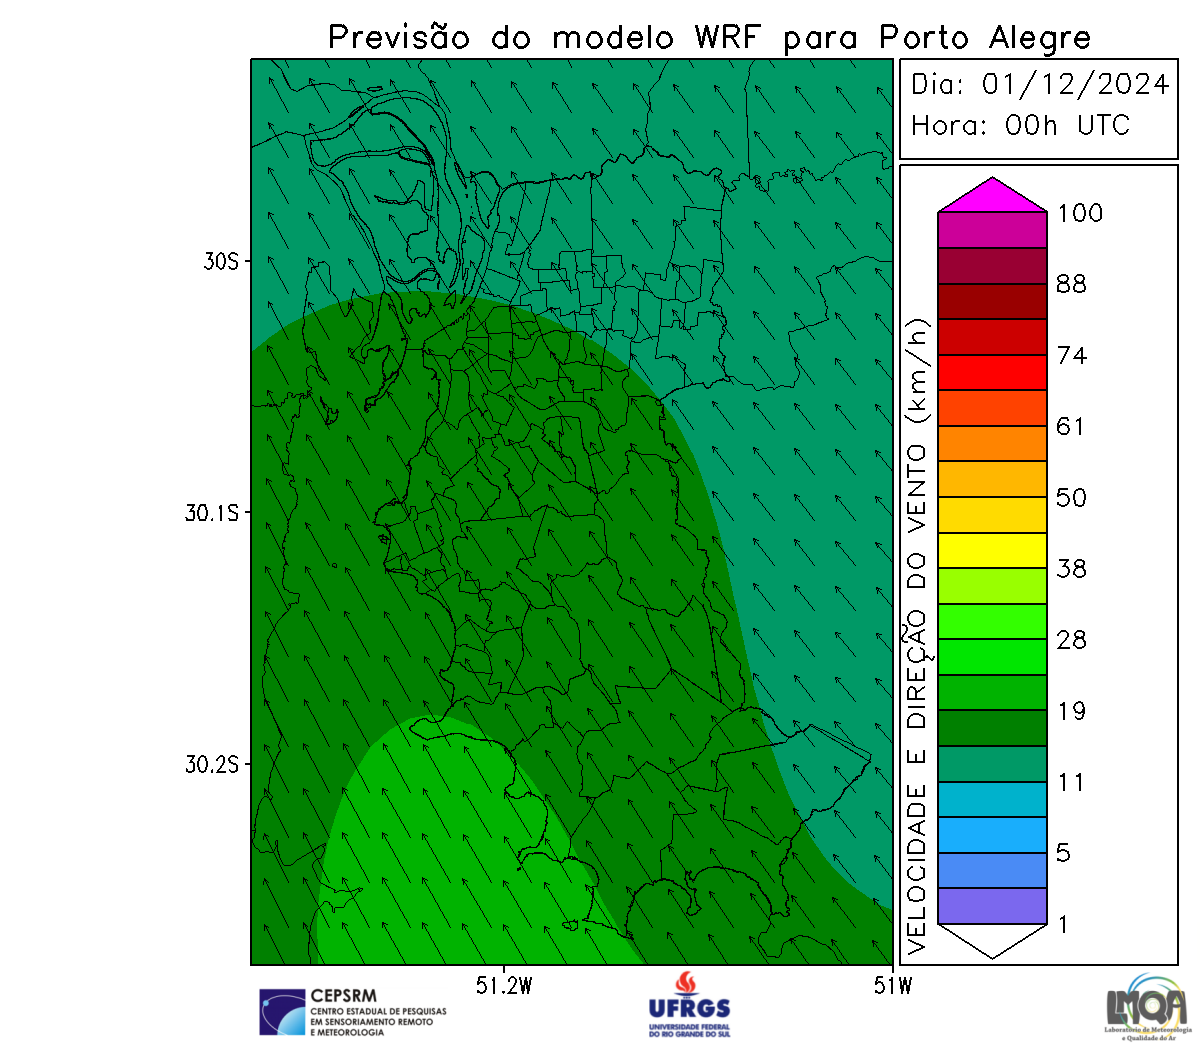 Previsão do modelo WRF para Porto Alegre
Dia: 01/12/2024
Hora: 00h UTC
30S
30.1S
30.2S
51.2W
51W
VELOCIDADE E DIREÇÃO DO VENTO (km/h)
100
88
74
61
50
38
28
19
11
5
1
CEPSRM
CENTRO ESTADUAL DE PESQUISAS
EM SENSORIAMENTO REMOTO
E METEOROLOGIA
UFRGS
UNIVERSIDADE FEDERAL
DO RIO GRANDE DO SUL
LMQA
Laboratório de Meteorologia
e Qualidade do Ar